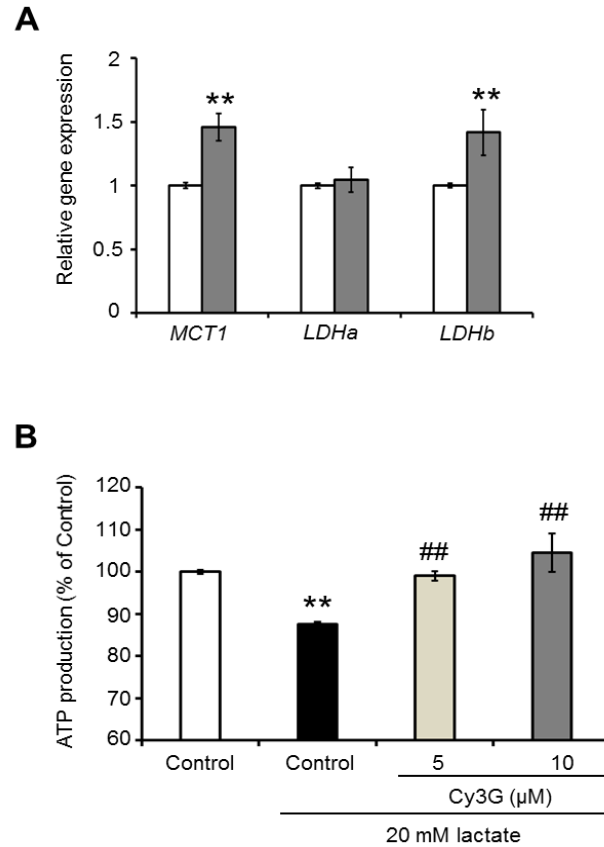 A
Relative gene expression
2
1.5
1
0.5
0
**
**
MCT1 LDHa LDHb
B
ATP production (% of Control)
120
110
100
90
80
70
60
**
##
##
Control Control 5 10
Cy3G (µM)
20 mM lactate